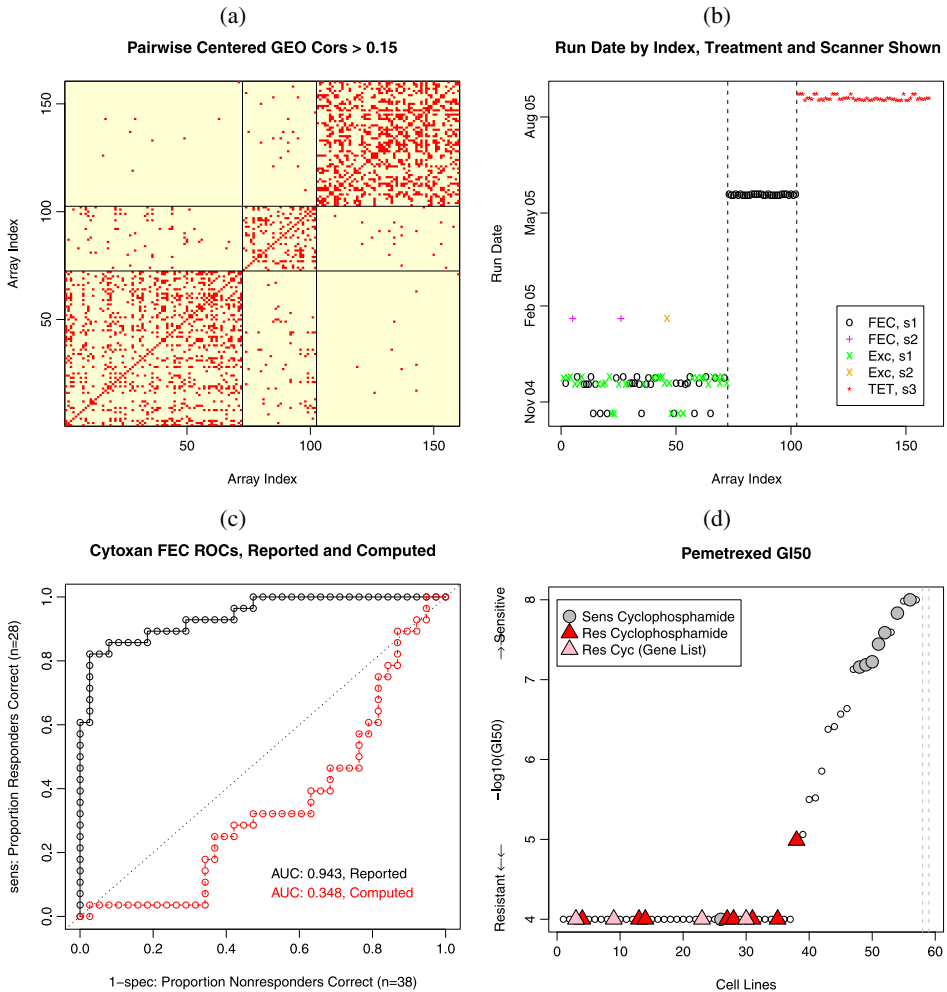 (a)
Pairwise Centered GEO Cors > 0.15
Array Index
150
100
50
50
100
150
Array Index
(b)
Run Date by Index, Treatment and Scanner Shown
Run Date
Aug 05
May 05
Feb 05
Nov 04
FEC, s1
FEC, s2
Exc, s1
Exc, s2
TET, s3
0
50
100
150
Array Index
(c)
Cytoxan FEC ROCs, Reported and Computed
sens: Proportion Responders Correct (n=28)
1.0
0.8
0.6
0.4
0.2
0.0
AUC: 0.943, Reported
AUC: 0.348, Computed
0.0
0.2
0.4
0.6
0.8
1.0
1−spec: Proportion Nonresponders Correct (n=38)
(d)
Pemetrexed GI50
Resistant ←← −log10(GI50) →Sensitive
8
7
6
5
4
Sens Cyclophosphamide
Res Cyclophosphamide
Res Cyc (Gene List)
0
10
20
30
40
50
60
Cell Lines